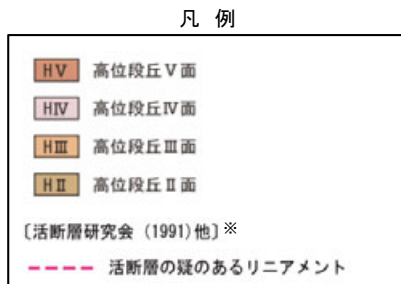 凡 例
HⅤ 高位段丘Ⅴ面
HⅣ 高位段丘Ⅳ面
HⅢ 高位段丘Ⅲ面
HⅡ 高位段丘Ⅱ面
〔活断層研究会 (1991)他〕※
活断層の疑のあるリニアメント